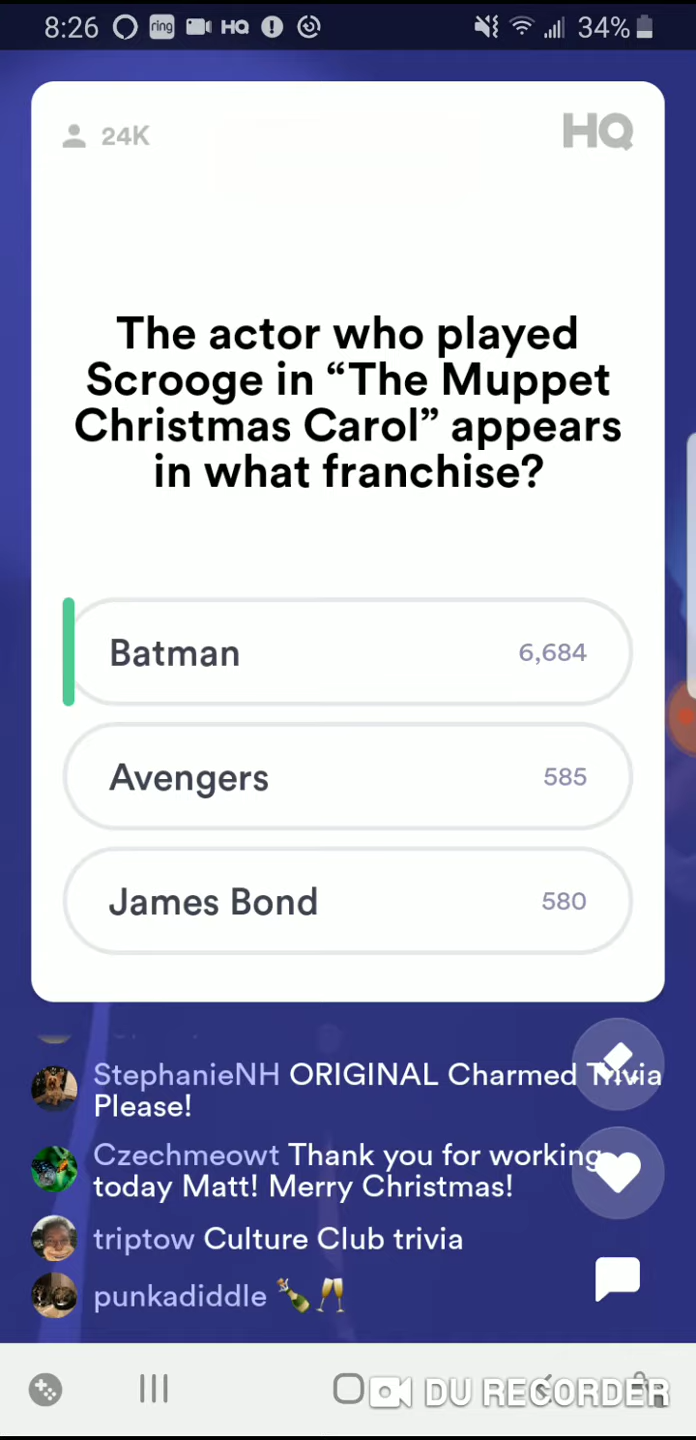 8:26 ring HQ 34%
24K HQ
The actor who played
Scrooge in “The Muppet
Christmas Carol” appears
in what franchise?
Batman 6,684
Avengers 585
James Bond 580
StephanieNH ORIGINAL Charmed Trivia
Please!
Czechmeowt Thank you for working
today Matt! Merry Christmas!
triptow Culture Club trivia
punkadiddle 🍾🥂
DU RECORDER